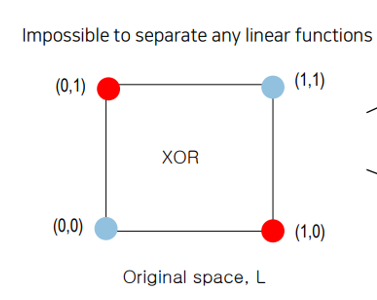 Impossible to separate any linear functions
(0,1)
(1,1)
XOR
(0,0)
(1,0)
Original space, L